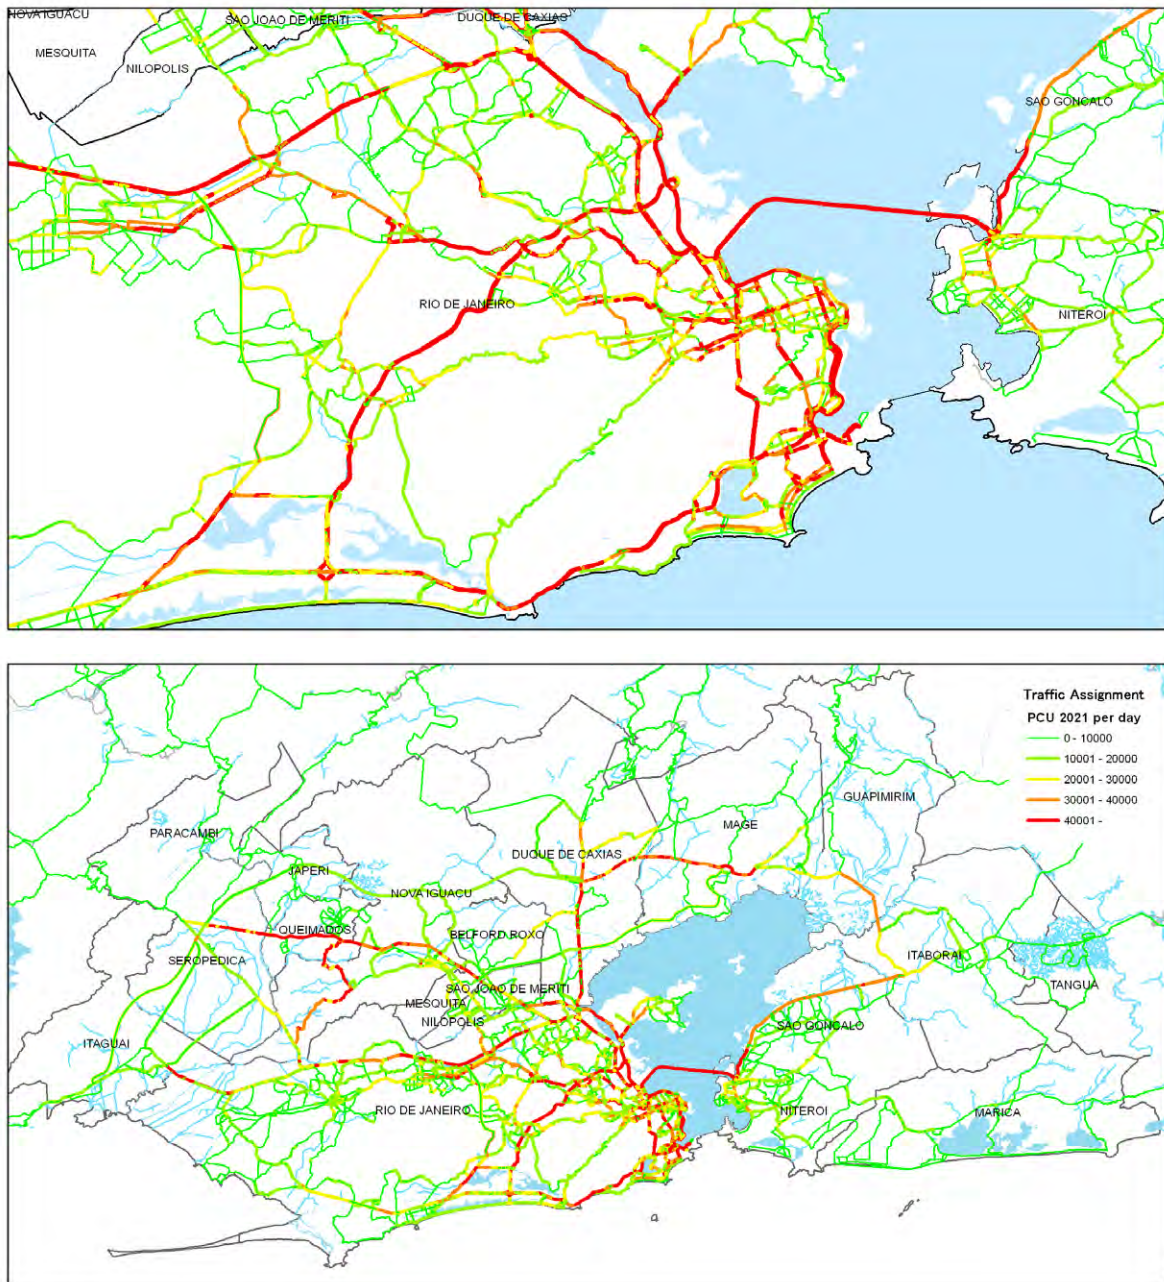 NOVA IGUACU
SAO JOAO DE MERITI
DUQUE DE CAXIAS
MESQUITA
NILOPOLIS
SAO GONCALO
RIO DE JANEIRO
NITEROI
Traffic Assignment
PCU 2021 per day
0 - 10000
10001 - 20000
20001 - 30000
30001 - 40000
40001 -
GUAPIMIRIM
MAGE
PARACAMBI
DUQUE DE CAXIAS
JAPERI
NOVA IGUACU
QUEIMADOS
BELFORD ROXO
SEROPEDICA
ITABORAI
TANGUA
SAO JOAO DE MERITI
MESQUITA
NILOPOLIS
SAO GONCALO
ITAGUAI
RIO DE JANEIRO
NITEROI
MARICA